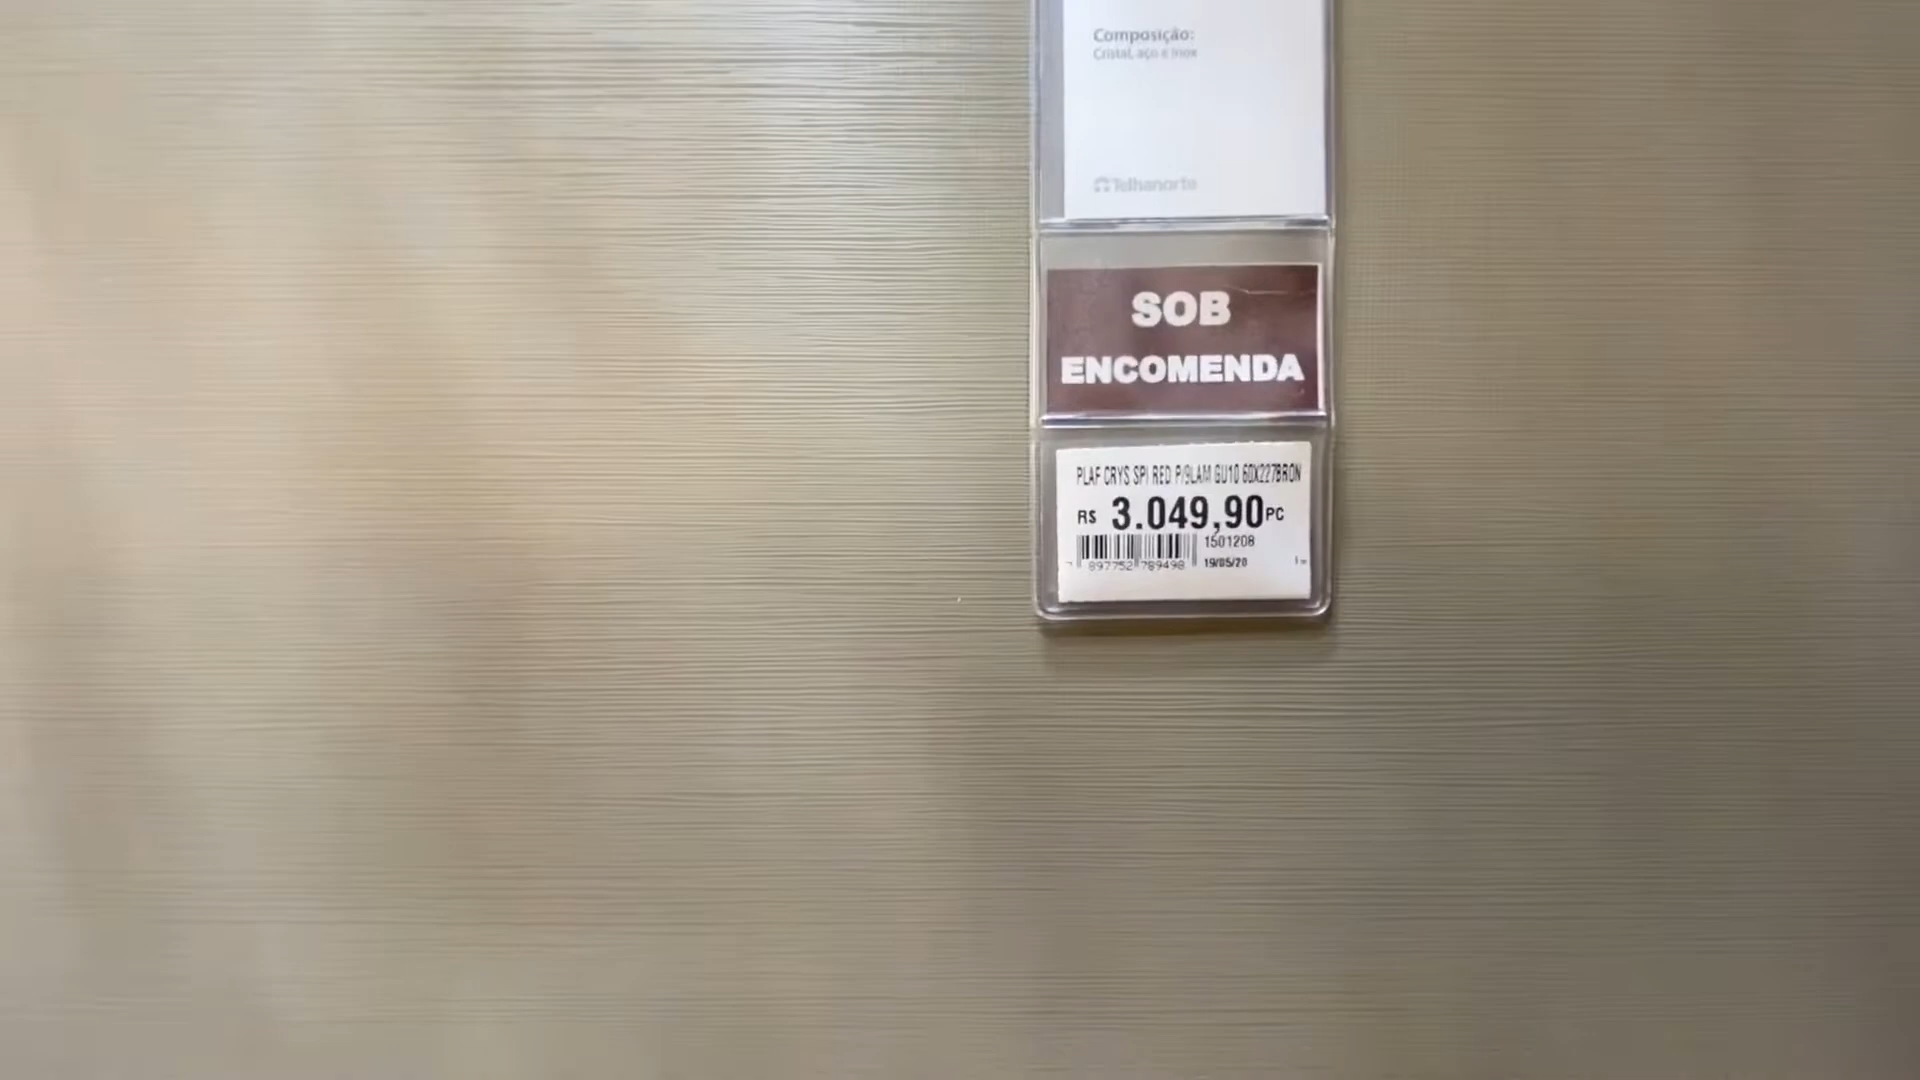 Composição:
Cristal, aço e inox
Telhanorte
SOB
ENCOMENDA
PLAF CRYS SPI RED P/9LAM GU10 60X227BRON
R$ 3.049,90 PC
1501208
7 897752 789498 19/05/20